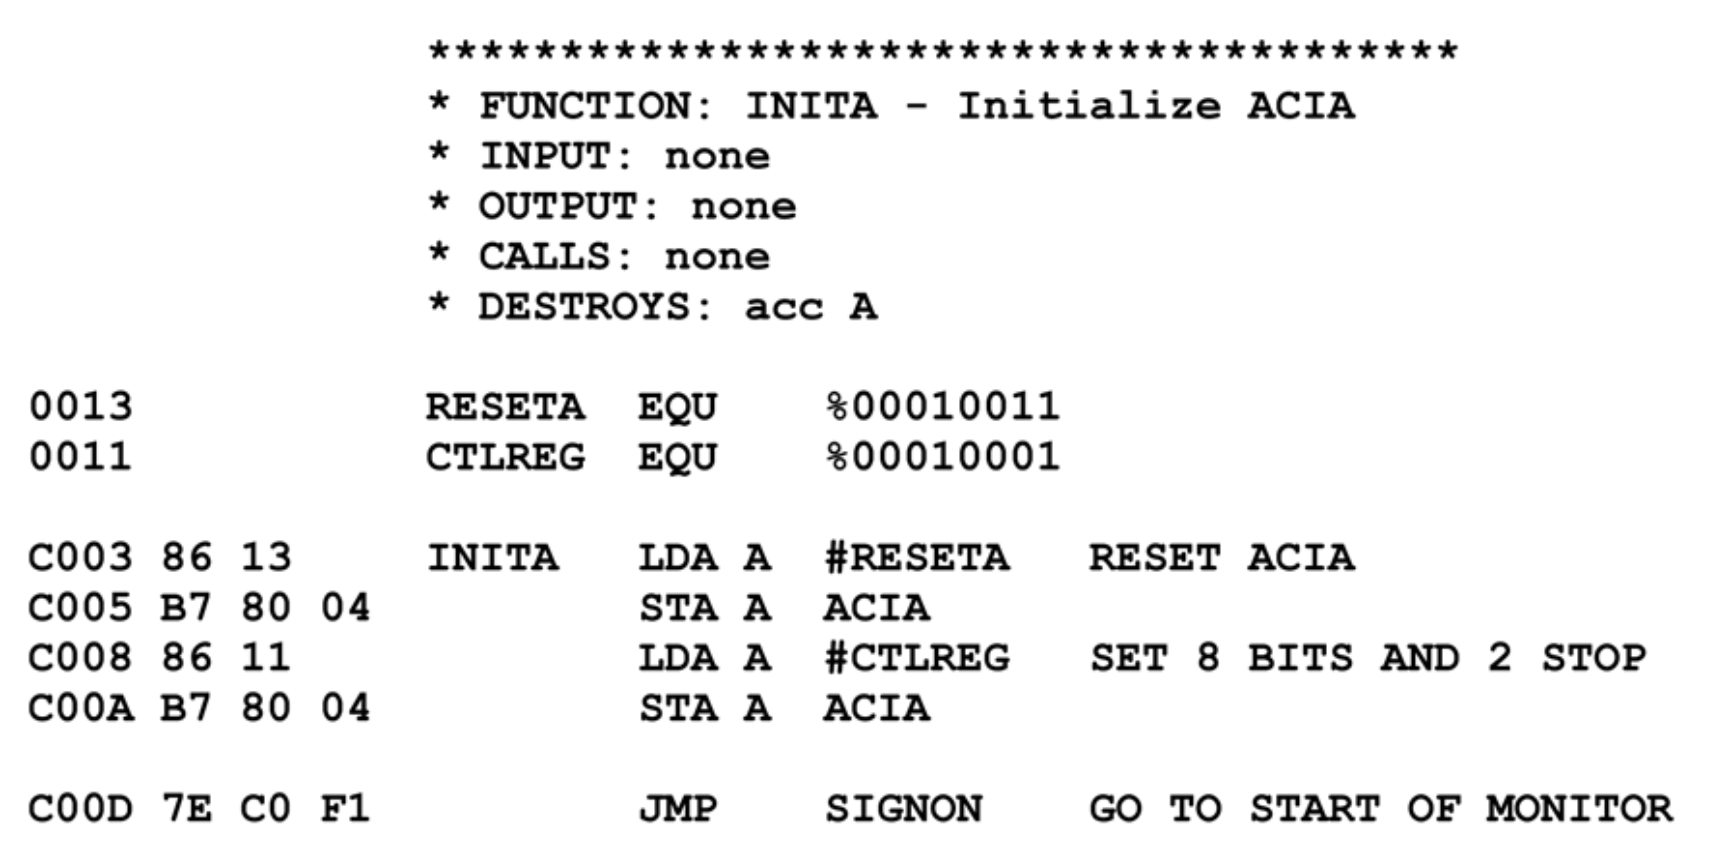 ***************************************
* FUNCTION: INITA - Initialize ACIA
* INPUT: none
* OUTPUT: none
* CALLS: none
* DESTROYS: acc A
0013 RESETA EQU %00010011
0011 CTLREG EQU %00010001
C003 86 13 INITA LDA A #RESETA RESET ACIA
C005 B7 80 04 STA A ACIA
C008 86 11 LDA A #CTLREG SET 8 BITS AND 2 STOP
C00A B7 80 04 STA A ACIA
C00D 7E C0 F1 JMP SIGNON GO TO START OF MONITOR